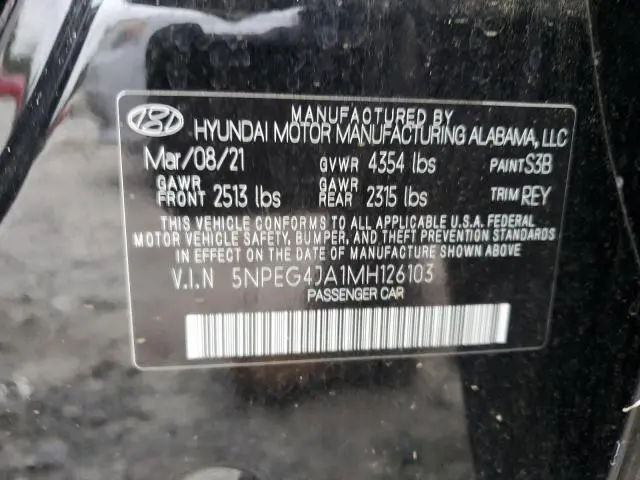 MANUFACTURED BY
HYUNDAI MOTOR MANUFACTURING ALABAMA, LLC
Mar/08/21 GVWR 4354 lbs PAINT S3B
GAWR FRONT 2513 lbs GAWR REAR 2315 lbs TRIM REY
THIS VEHICLE CONFORMS TO ALL APPLICABLE U.S.A. FEDERAL
MOTOR VEHICLE SAFETY, BUMPER, AND THEFT PREVENTION STANDARDS
IN EFFECT ON THE DATE OF MANUFACTURE SHOWN ABOVE.
V.I.N 5NPEG4JA1MH126103
PASSENGER CAR